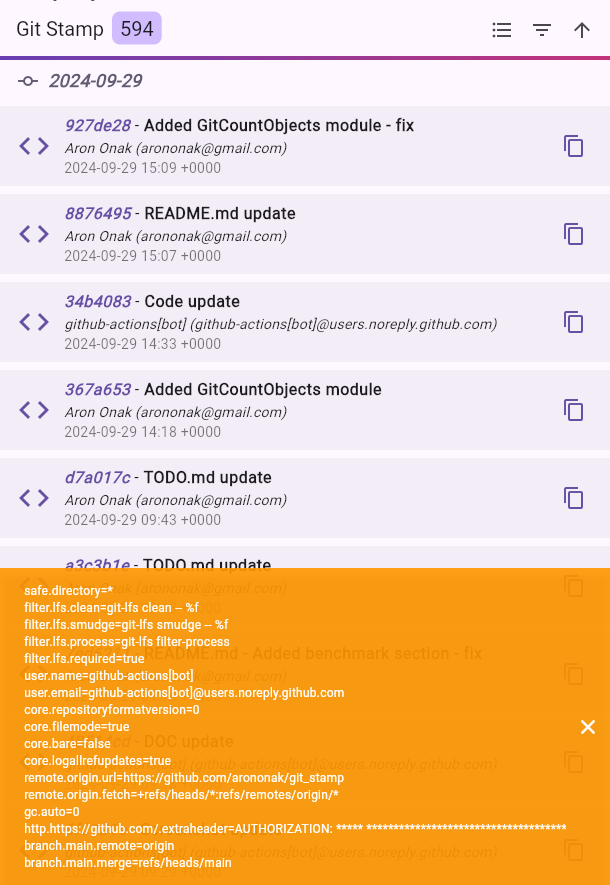 Git Stamp 594
2024-09-29
927de28 - Added GitCountObjects module - fix
Aron Onak (arononak@gmail.com)
2024-09-29 15:09 +0000
8876495 - README.md update
Aron Onak (arononak@gmail.com)
2024-09-29 15:07 +0000
34b4083 - Code update
github-actions[bot] (github-actions[bot]@users.noreply.github.com)
2024-09-29 14:33 +0000
367a653 - Added GitCountObjects module
Aron Onak (arononak@gmail.com)
2024-09-29 14:18 +0000
d7a017c - TODO.md update
Aron Onak (arononak@gmail.com)
2024-09-29 09:43 +0000
a3c3b1e - TODO.md update
safe.directory=*
filter.lfs.clean=git-lfs clean -- %f
filter.lfs.smudge=git-lfs smudge -- %f
filter.lfs.process=git-lfs filter-process
README.md - Added benchmark section - fix
filter.lfs.required=true
user.name=github-actions[bot]
user.email=github-actions[bot]@users.noreply.github.com
core.repositoryformatversion=0
core.filemode=true
DOC update
core.bare=false
core.logallrefupdates=true
remote.origin.url=https://github.com/arononak/git_stamp
remote.origin.fetch=+refs/heads/*:refs/remotes/origin/*
gc.auto=0
http.https://github.com/.extraheader=AUTHORIZATION: ***** ***********************************
branch.main.remote=origin
branch.main.merge=refs/heads/main